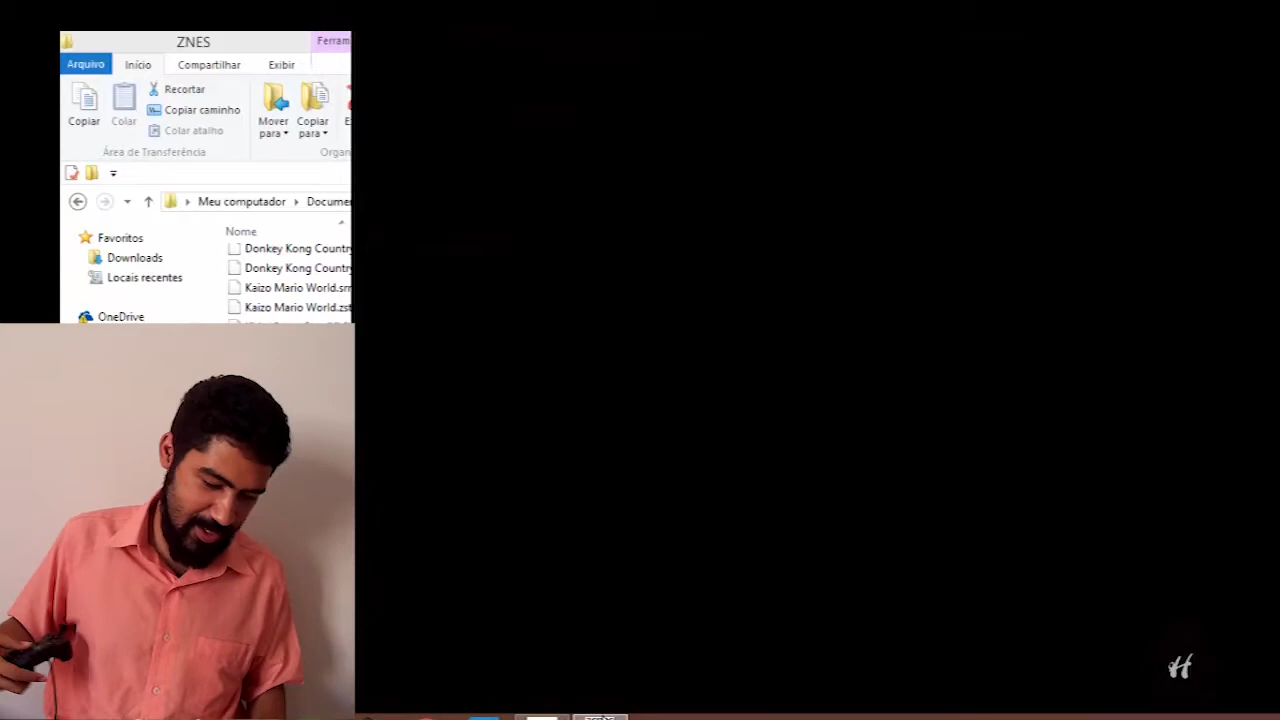 ZNES
Ferram
Arquivo Início Compartilhar Exibir
Copiar Colar Recortar
Copiar caminho
Colar atalho
Mover para Copiar para
Área de Transferência Organi
Meu computador Documen
Favoritos
Downloads
Locais recentes
OneDrive
Nome
Donkey Kong Country
Donkey Kong Country
Kaizo Mario World.srm
Kaizo Mario World.zst
H